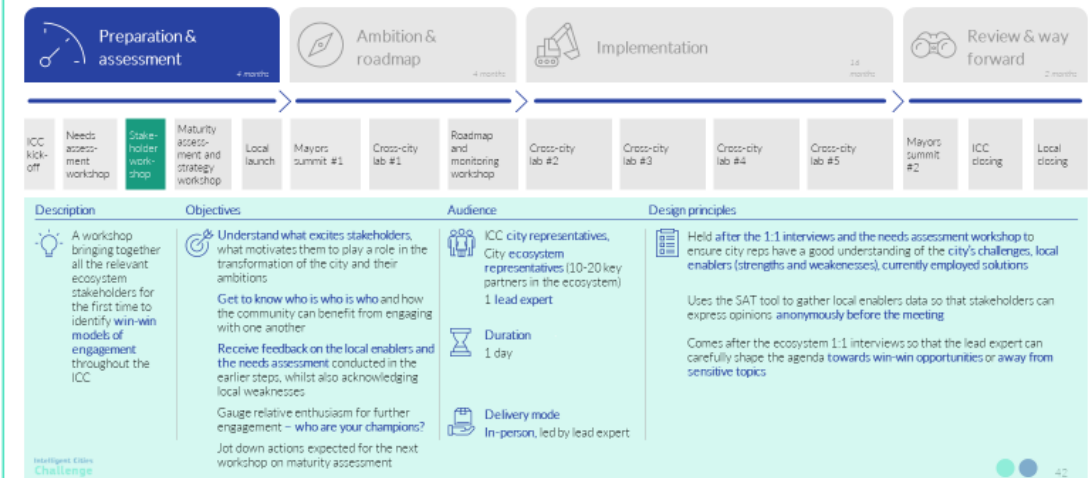 Preparation &
assessment
4 months
Ambition &
roadmap
4 months
Implementation
18
months
Review & way
forward
2 months
ICC
kick-
off
Needs
assess-
ment
workshop
Stake-
holder
work-
shop
Maturity
assess-
ment and
strategy
workshop
Local
launch
Mayors
summit #1
Cross-city
lab #1
Roadmap
and
monitoring
workshop
Cross-city
lab #2
Cross-city
lab #3
Cross-city
lab #4
Cross-city
lab #5
Mayors
summit
#2
ICC
closing
Local
closing
Description
A workshop
bringing together
all the relevant
ecosystem
stakeholders for
the first time to
identify win-win
models of
engagement
throughout the
ICC
Objectives
Understand what excites stakeholders,
what motivates them to play a role in the
transformation of the city and their
ambitions
Get to know who is who is who and how
the community can benefit from engaging
with one another
Receive feedback on the local enablers and
the needs assessment conducted in the
earlier steps, whilst also acknowledging
local weaknesses
Gauge relative enthusiasm for further
engagement – who are your champions?
Jot down actions expected for the next
workshop on maturity assessment
Audience
ICC city representatives,
City ecosystem
representatives (10-20 key
partners in the ecosystem)
1 lead expert
Duration
1 day
Delivery mode
In-person, led by lead expert
Design principles
Held after the 1:1 interviews and the needs assessment workshop to
ensure city reps have a good understanding of the city's challenges, local
enablers (strengths and weaknesses), currently employed solutions
Uses the SAT tool to gather local enablers data so that stakeholders can
express opinions anonymously before the meeting
Comes after the ecosystem 1:1 interviews so that the lead expert can
carefully shape the agenda towards win-win opportunities or away from
sensitive topics
Intelligent Cities
Challenge
42